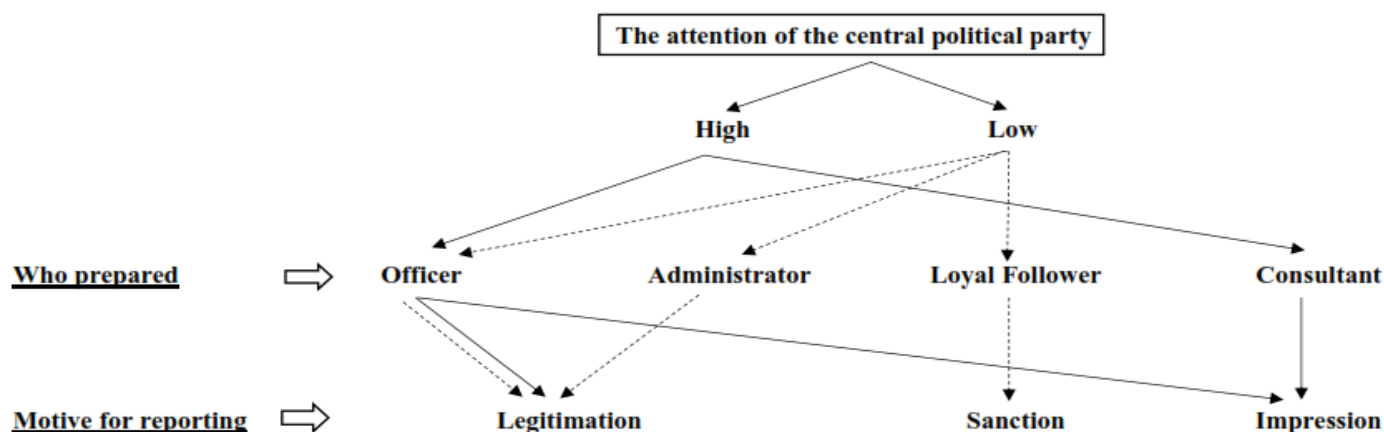 The attention of the central political party
High Low
Who prepared Officer Administrator Loyal Follower Consultant
Motive for reporting Legitimation Sanction Impression